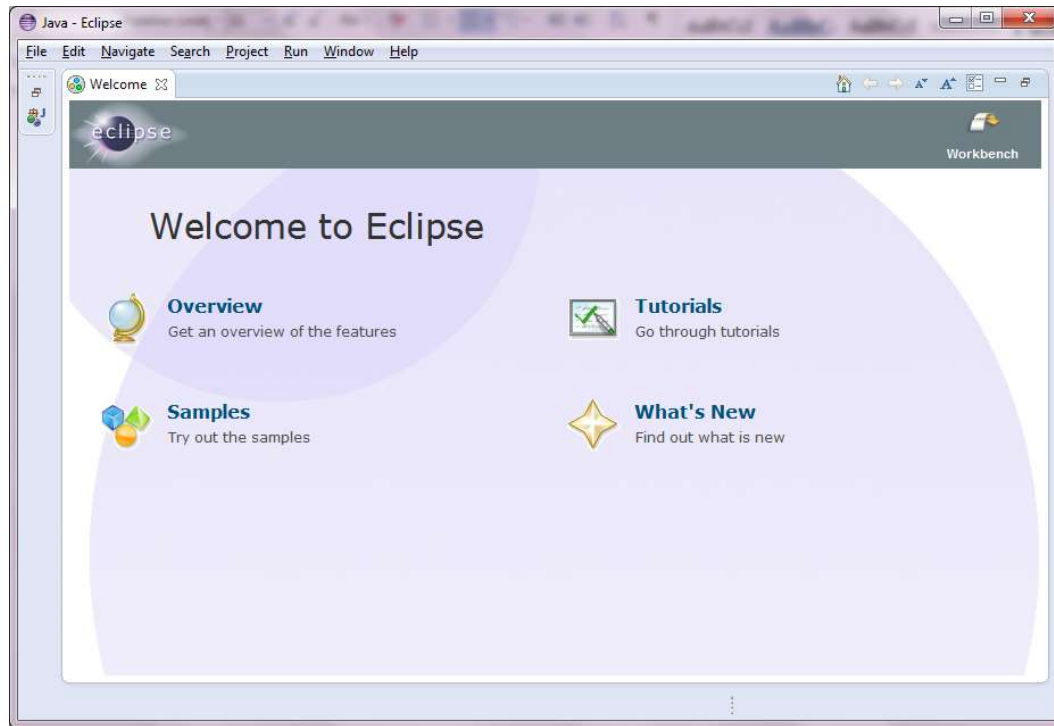 Java - Eclipse
File Edit Navigate Search Project Run Window Help
Welcome
eclipse
Workbench
Welcome to Eclipse
Overview
Get an overview of the features
Tutorials
Go through tutorials
Samples
Try out the samples
What's New
Find out what is new